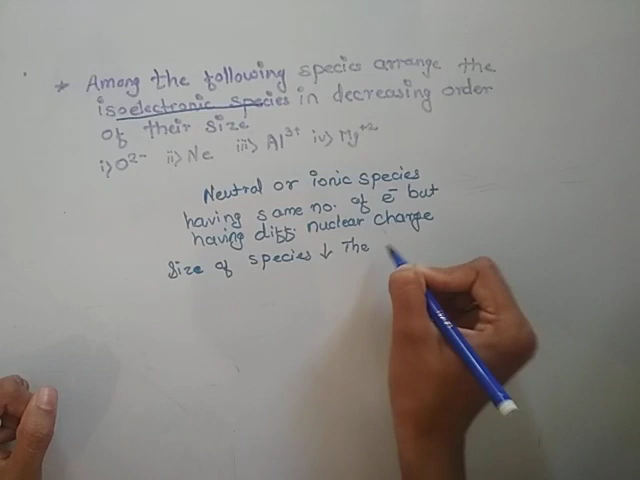 * Among the following species arrange the
isoelectronic species in decreasing order
of their size
i) O²⁻ ii) Ne iii) Al³⁺ iv) Mg⁺²
Neutral or ionic species
having same no. of e⁻ but
having diff. nuclear charge
Size of species ↓ The